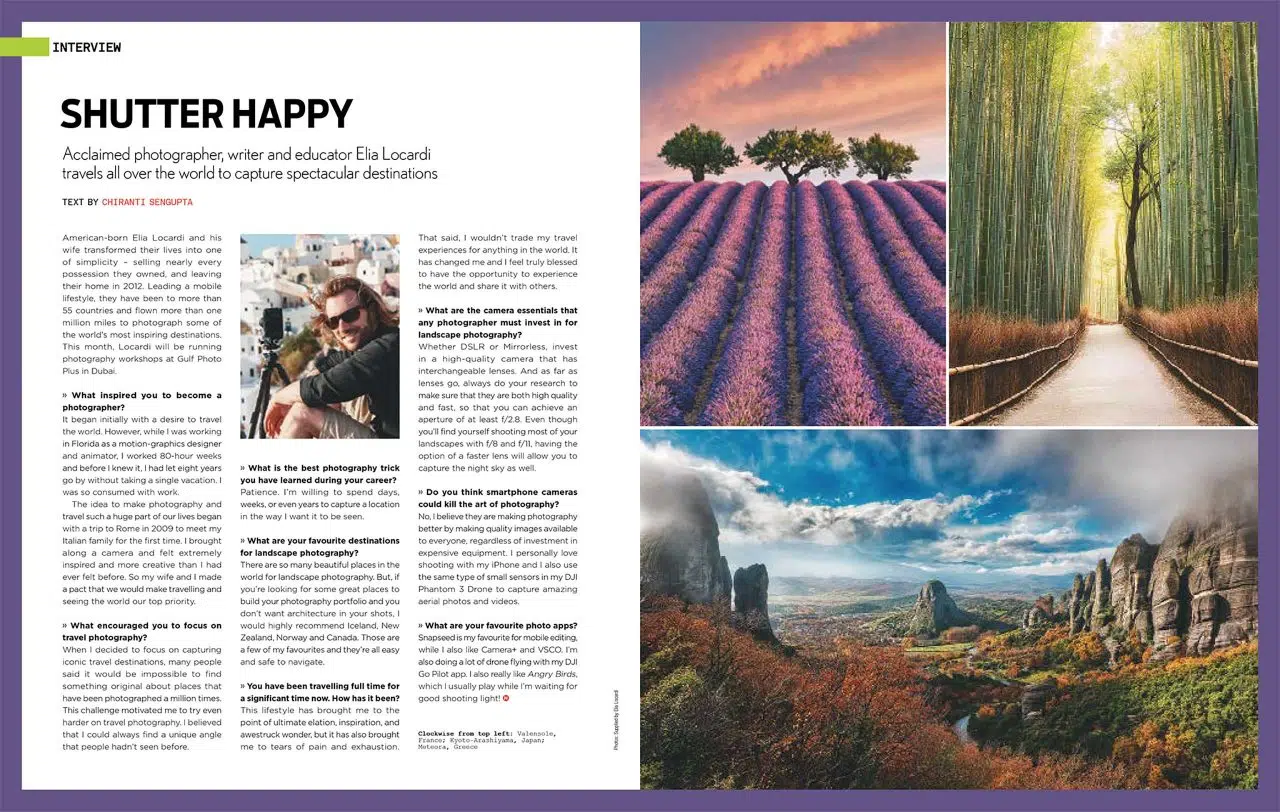 INTERVIEW
SHUTTER HAPPY
Acclaimed photographer, writer and educator Elia Locardi
travels all over the world to capture spectacular destinations
TEXT BY CHIRANTI SENGUPTA
American-born Elia Locardi and his
wife transformed their lives into one
of simplicity – selling nearly every
possession they owned, and leaving
their home in 2012. Leading a mobile
lifestyle, they have been to more than
55 countries and flown more than one
million miles to photograph some of
the world's most inspiring destinations.
This month, Locardi will be running
photography workshops at Gulf Photo
Plus in Dubai.
» What inspired you to become a
photographer?
It began initially with a desire to travel
the world. However, while I was working
in Florida as a motion-graphics designer
and animator, I worked 80-hour weeks
and before I knew it, I had let eight years
go by without taking a single vacation. I
was so consumed with work.
The idea to make photography and
travel such a huge part of our lives began
with a trip to Rome in 2009 to meet my
Italian family for the first time. I brought
along a camera and felt extremely
inspired and more creative than I had
ever felt before. So my wife and I made
a pact that we would make travelling and
seeing the world our top priority.
» What encouraged you to focus on
travel photography?
When I decided to focus on capturing
iconic travel destinations, many people
said it would be impossible to find
something original about places that
have been photographed a million times.
This challenge motivated me to try even
harder on travel photography. I believed
that I could always find a unique angle
that people hadn't seen before.
» What is the best photography trick
you have learned during your career?
Patience. I'm willing to spend days,
weeks, or even years to capture a location
in the way I want it to be seen.
» What are your favourite destinations
for landscape photography?
There are so many beautiful places in the
world for landscape photography. But, if
you're looking for some great places to
build your photography portfolio and you
don't want architecture in your shots, I
would highly recommend Iceland, New
Zealand, Norway and Canada. Those are
a few of my favourites and they're all easy
and safe to navigate.
» You have been travelling full time for
a significant time now. How has it been?
This lifestyle has brought me to the
point of ultimate elation, inspiration, and
awestruck wonder, but it has also brought
me to tears of pain and exhaustion.
That said, I wouldn't trade my travel
experiences for anything in the world. It
has changed me and I feel truly blessed
to have the opportunity to experience
the world and share it with others.
» What are the camera essentials that
any photographer must invest in for
landscape photography?
Whether DSLR or Mirrorless, invest
in a high-quality camera that has
interchangeable lenses. And as far as
lenses go, always do your research to
make sure that they are both high quality
and fast, so that you can achieve an
aperture of at least f/2.8. Even though
you'll find yourself shooting most of your
landscapes with f/8 and f/11, having the
option of a faster lens will allow you to
capture the night sky as well.
» Do you think smartphone cameras
could kill the art of photography?
No, I believe they are making photography
better by making quality images available
to everyone, regardless of investment in
expensive equipment. I personally love
shooting with my iPhone and I also use
the same type of small sensors in my DJI
Phantom 3 Drone to capture amazing
aerial photos and videos.
» What are your favourite photo apps?
Snapseed is my favourite for mobile editing,
while I also like Camera+ and VSCO. I'm
also doing a lot of drone flying with my DJI
Go Pilot app. I also really like Angry Birds,
which I usually play while I'm waiting for
good shooting light!
Clockwise from top left: Valensole,
France; Kyoto-Arashiyama, Japan;
Meteora, Greece
Photos: Supplied by Elia Locardi